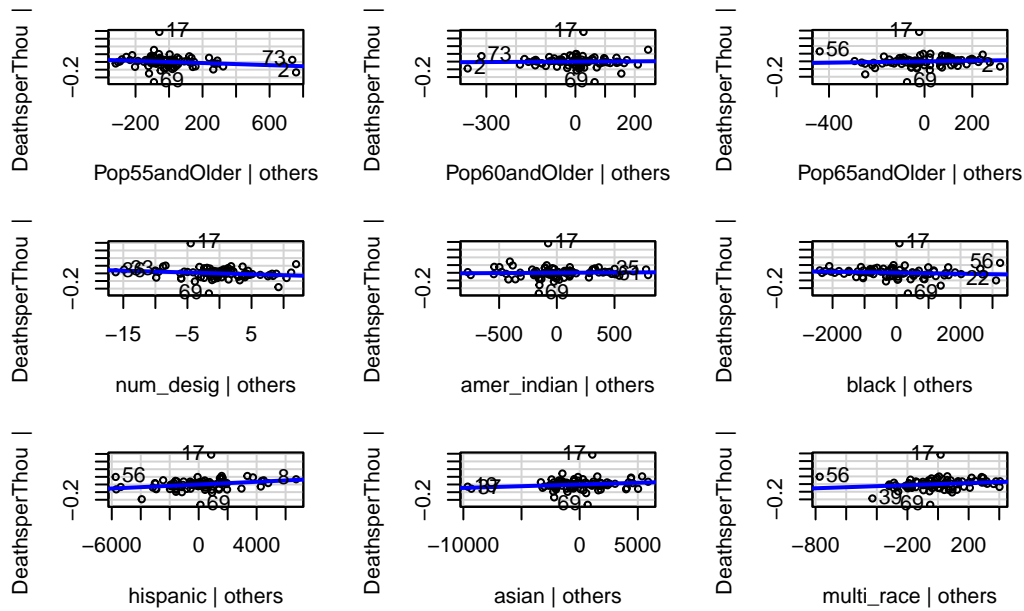 DeathsperThou |
−0.2
17
73
2
69
−200 200 600
Pop55andOlder | others
DeathsperThou |
−0.2
17
73
2
69
−300 0 200
Pop60andOlder | others
DeathsperThou |
−0.2
56
17
2
69
−400 0 200
Pop65andOlder | others
DeathsperThou |
−0.2
17
69
−15 −5 5
num_desig | others
DeathsperThou |
−0.2
17
69
−500 0 500
amer_indian | others
DeathsperThou |
−0.2
17
56
22
69
−2000 0 2000
black | others
DeathsperThou |
−0.2
56
17
8
69
−6000 0 4000
hispanic | others
DeathsperThou |
−0.2
17
69
−10000 0 5000
asian | others
DeathsperThou |
−0.2
56
17
39
69
−800 −200 200
multi_race | others